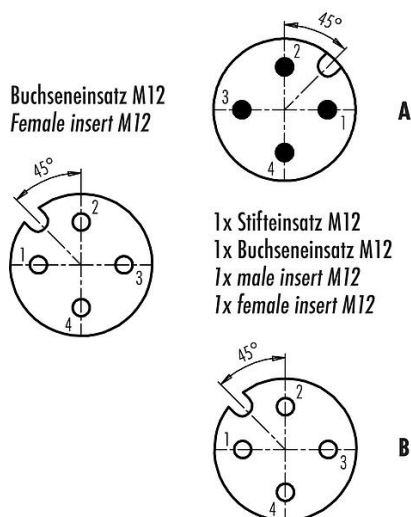 45°
2
3
1
4
A
Buchseneinsatz M12
Female insert M12
45°
2
1
3
4
1x Stifteinsatz M12
1x Buchseneinsatz M12
1x male insert M12
1x female insert M12
45°
2
1
3
4
B